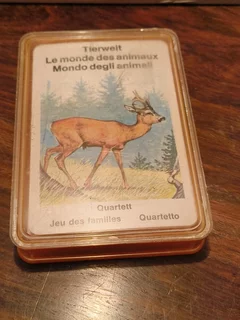 Tierwelt
Le monde des animaux
Mondo degli animali
Quartett
Jeu des familles Quartetto